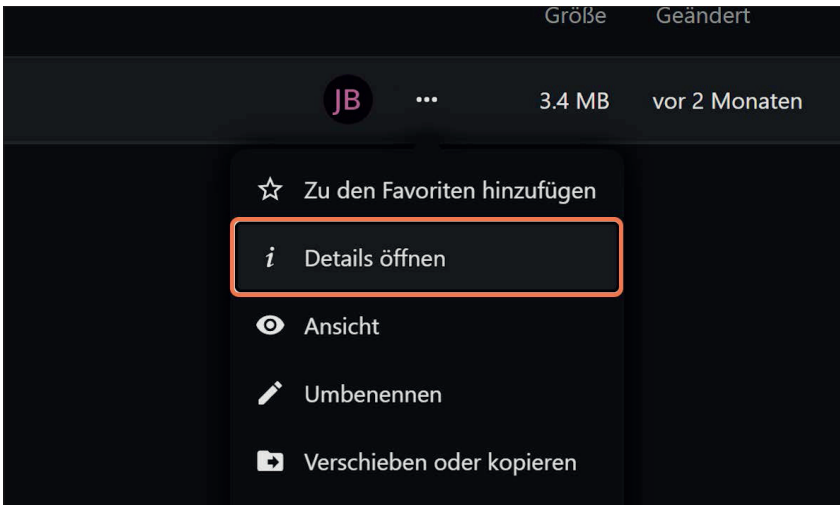 Größe Geändert
JB ••• 3.4 MB vor 2 Monaten
Zu den Favoriten hinzufügen
i Details öffnen
Ansicht
Umbenennen
Verschieben oder kopieren